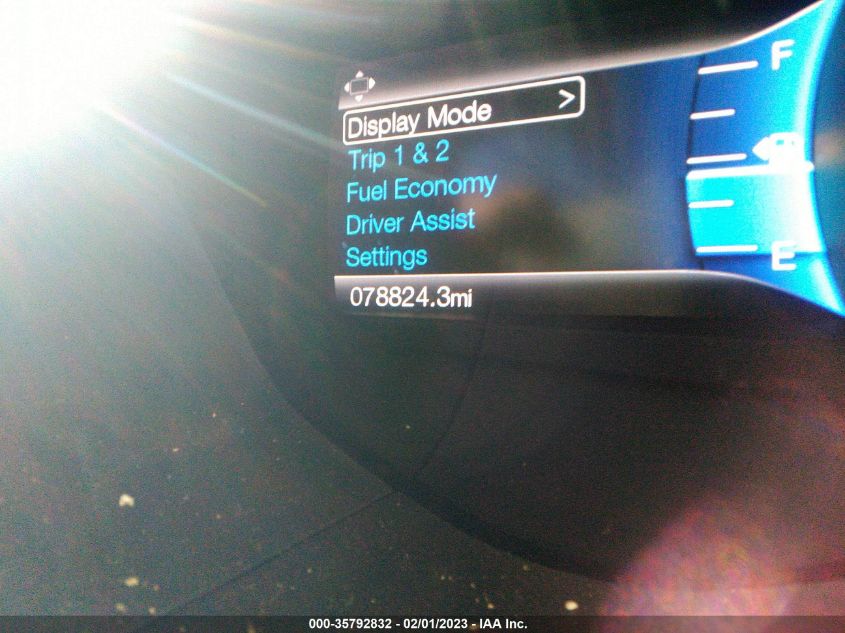 Display Mode >
Trip 1 & 2
Fuel Economy
Driver Assist
Settings
078824.3mi
F
E
000-35792832 - 02/01/2023 - IAA Inc.